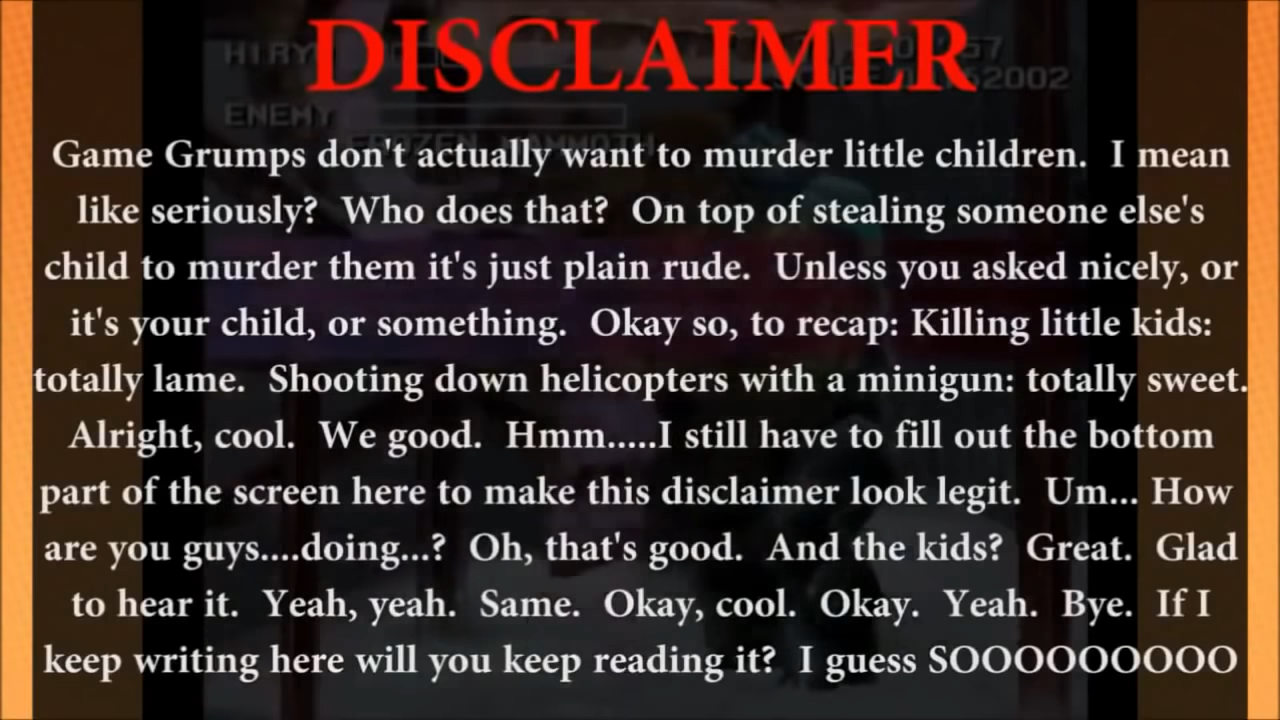 DISCLAIMER
HIRY
ENEMY
FROZEN MAMMOTH
2002
Game Grumps don't actually want to murder little children. I mean
like seriously? Who does that? On top of stealing someone else's
child to murder them it's just plain rude. Unless you asked nicely, or
it's your child, or something. Okay so, to recap: Killing little kids:
totally lame. Shooting down helicopters with a minigun: totally sweet.
Alright, cool. We good. Hmm.....I still have to fill out the bottom
part of the screen here to make this disclaimer look legit. Um... How
are you guys....doing...? Oh, that's good. And the kids? Great. Glad
to hear it. Yeah, yeah. Same. Okay, cool. Okay. Yeah. Bye. If I
keep writing here will you keep reading it? I guess SOOOOOOOOO